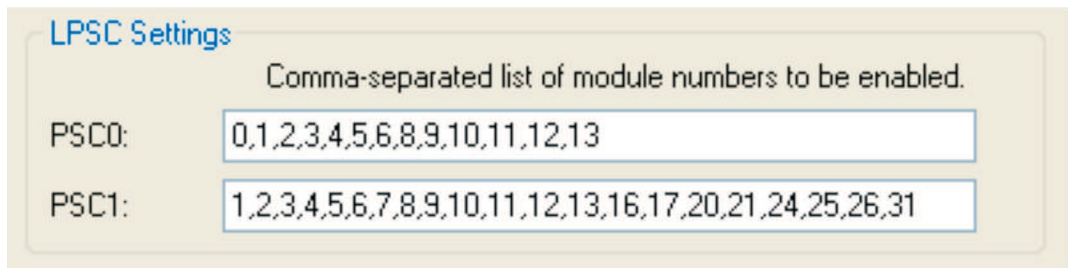 LPSC Settings
Comma-separated list of module numbers to be enabled.
PSC0: 0,1,2,3,4,5,6,8,9,10,11,12,13
PSC1: 1,2,3,4,5,6,7,8,9,10,11,12,13,16,17,20,21,24,25,26,31